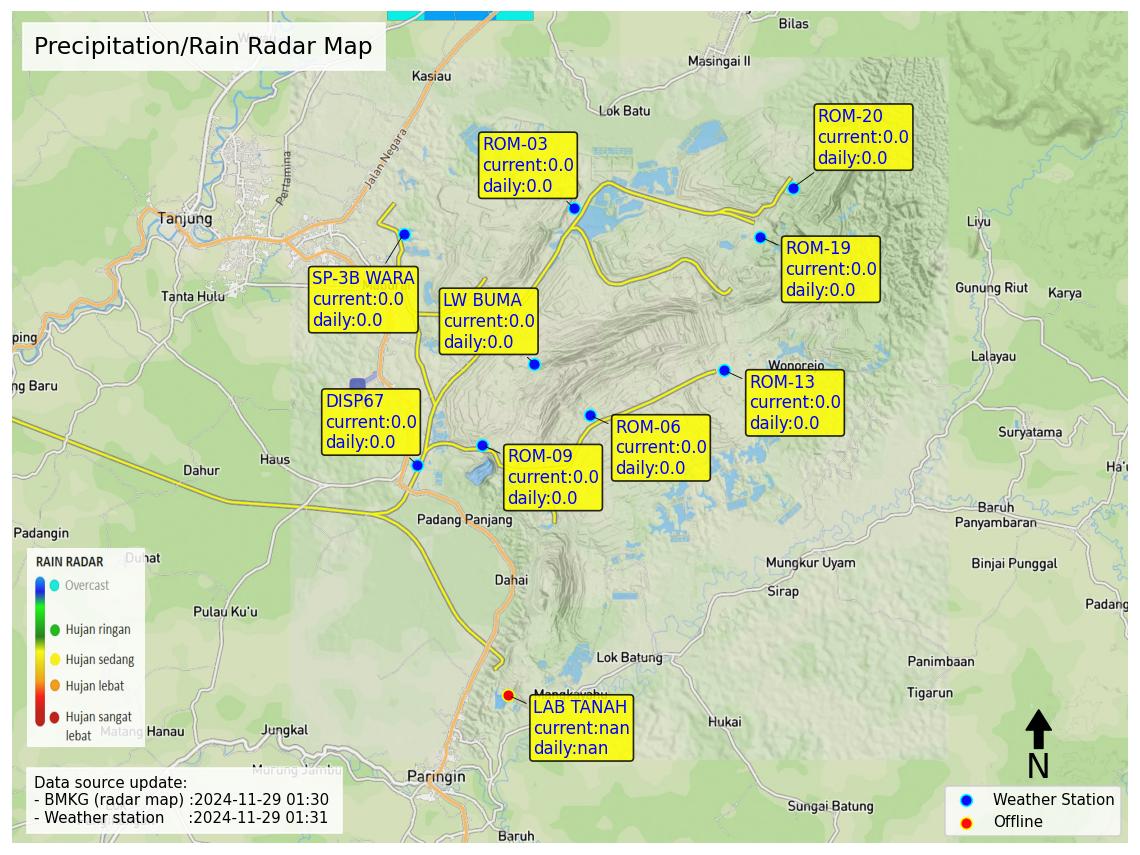 Precipitation/Rain Radar Map
Bilas
Masingai II
Kasiau
Lok Batu
Jalan Negara
Pertamina
Tanjung
Tanta Hulu
ping
ng Baru
ROM-03
current:0.0
daily:0.0
ROM-20
current:0.0
daily:0.0
ROM-19
current:0.0
daily:0.0
SP-3B WARA
current:0.0
daily:0.0
LW BUMA
current:0.0
daily:0.0
Liyu
Gunung Riut
Karya
Lalayau
Wonorejo
ROM-13
current:0.0
daily:0.0
DISP67
current:0.0
daily:0.0
ROM-06
current:0.0
daily:0.0
ROM-09
current:0.0
daily:0.0
Suryatama
Ha'u
Haus
Dahur
Padang Panjang
Baruh
Panyambaran
Padangin
Duhat
Mungkur Uyam
Binjai Punggal
Dahai
Sirap
Padang
Pulau Ku'u
RAIN RADAR
Overcast
Hujan ringan
Hujan sedang
Hujan lebat
Hujan sangat
lebat
Lok Batung
Panimbaan
Tigarun
Mangkayahu
LAB TANAH
current:nan
daily:nan
Hukai
Matang Hanau
Jungkal
Murung Jambu
Paringin
Sungai Batung
Baruh
Data source update:
- BMKG (radar map) :2024-11-29 01:30
- Weather station :2024-11-29 01:31
N
Weather Station
Offline